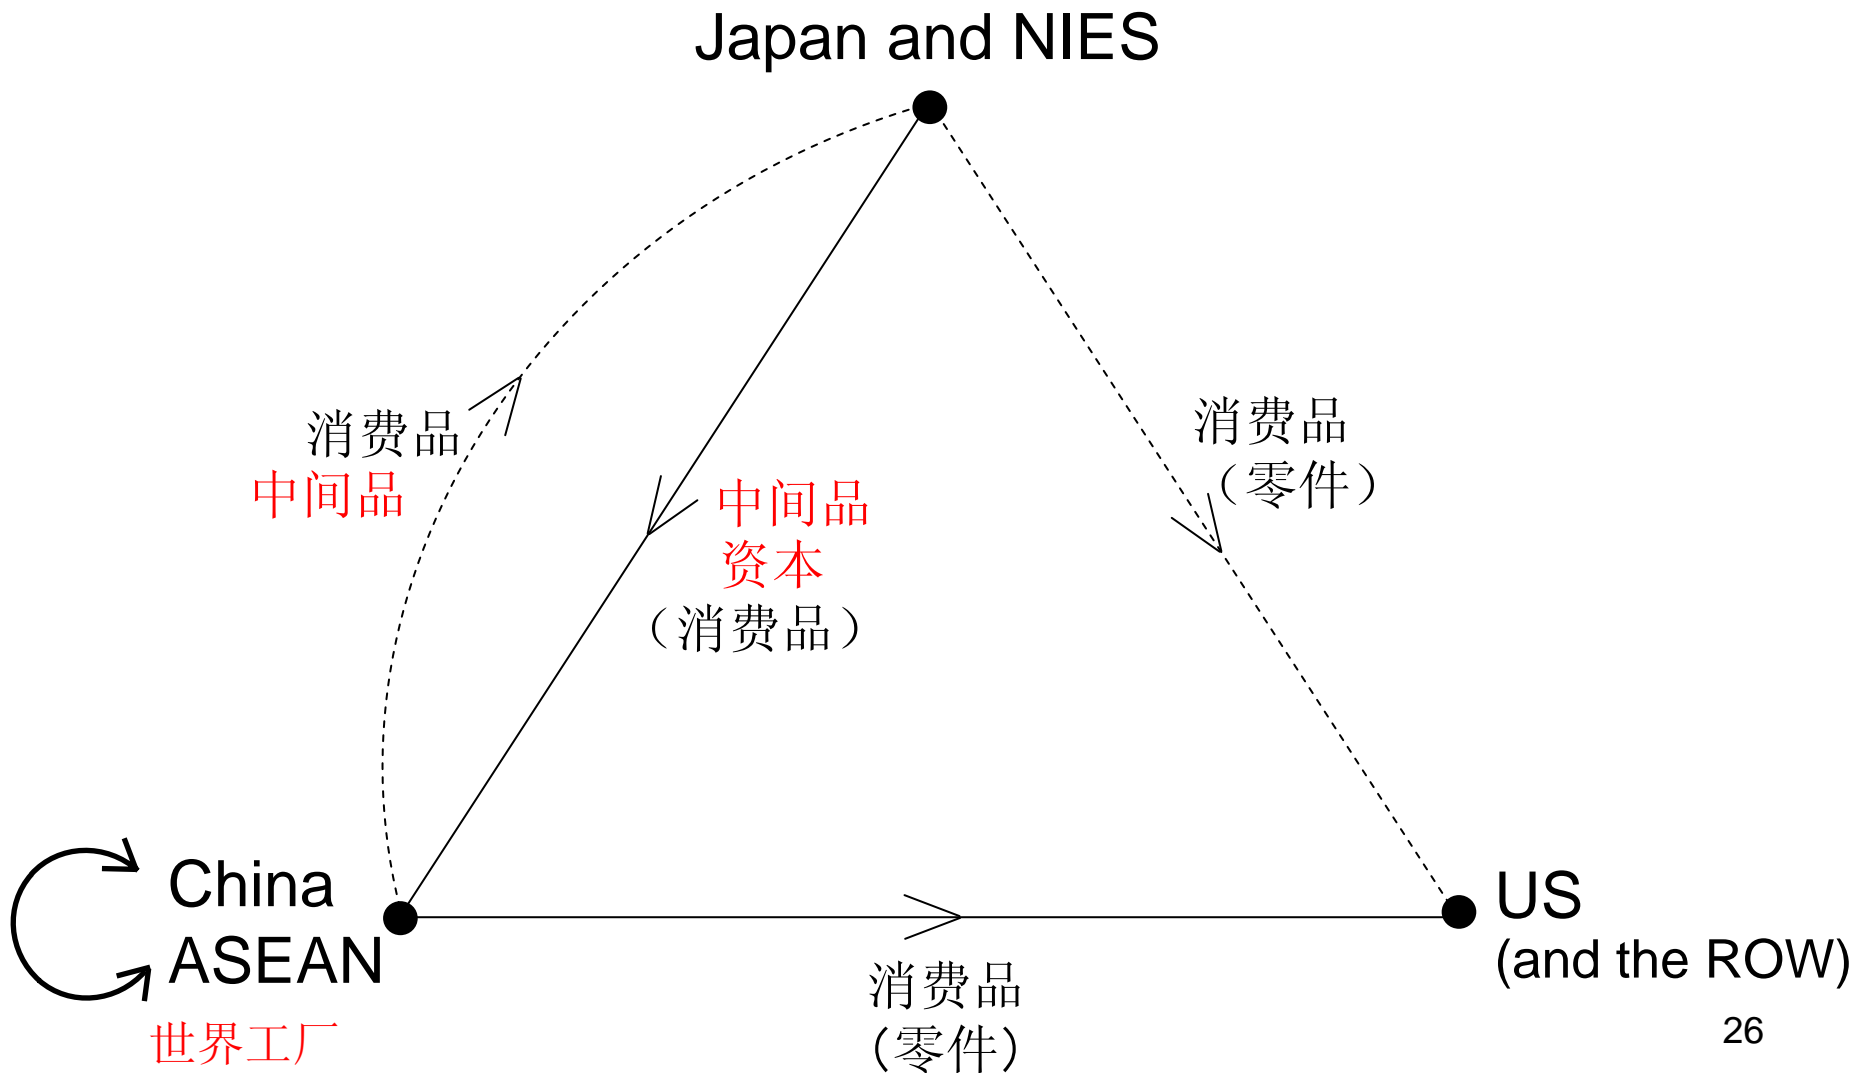 Japan and NIES
消费品
中间品
消费品
（零件）
中间品
资本
（消费品）
China
ASEAN
世界工厂
US
(and the ROW)
消费品
(零件)
26